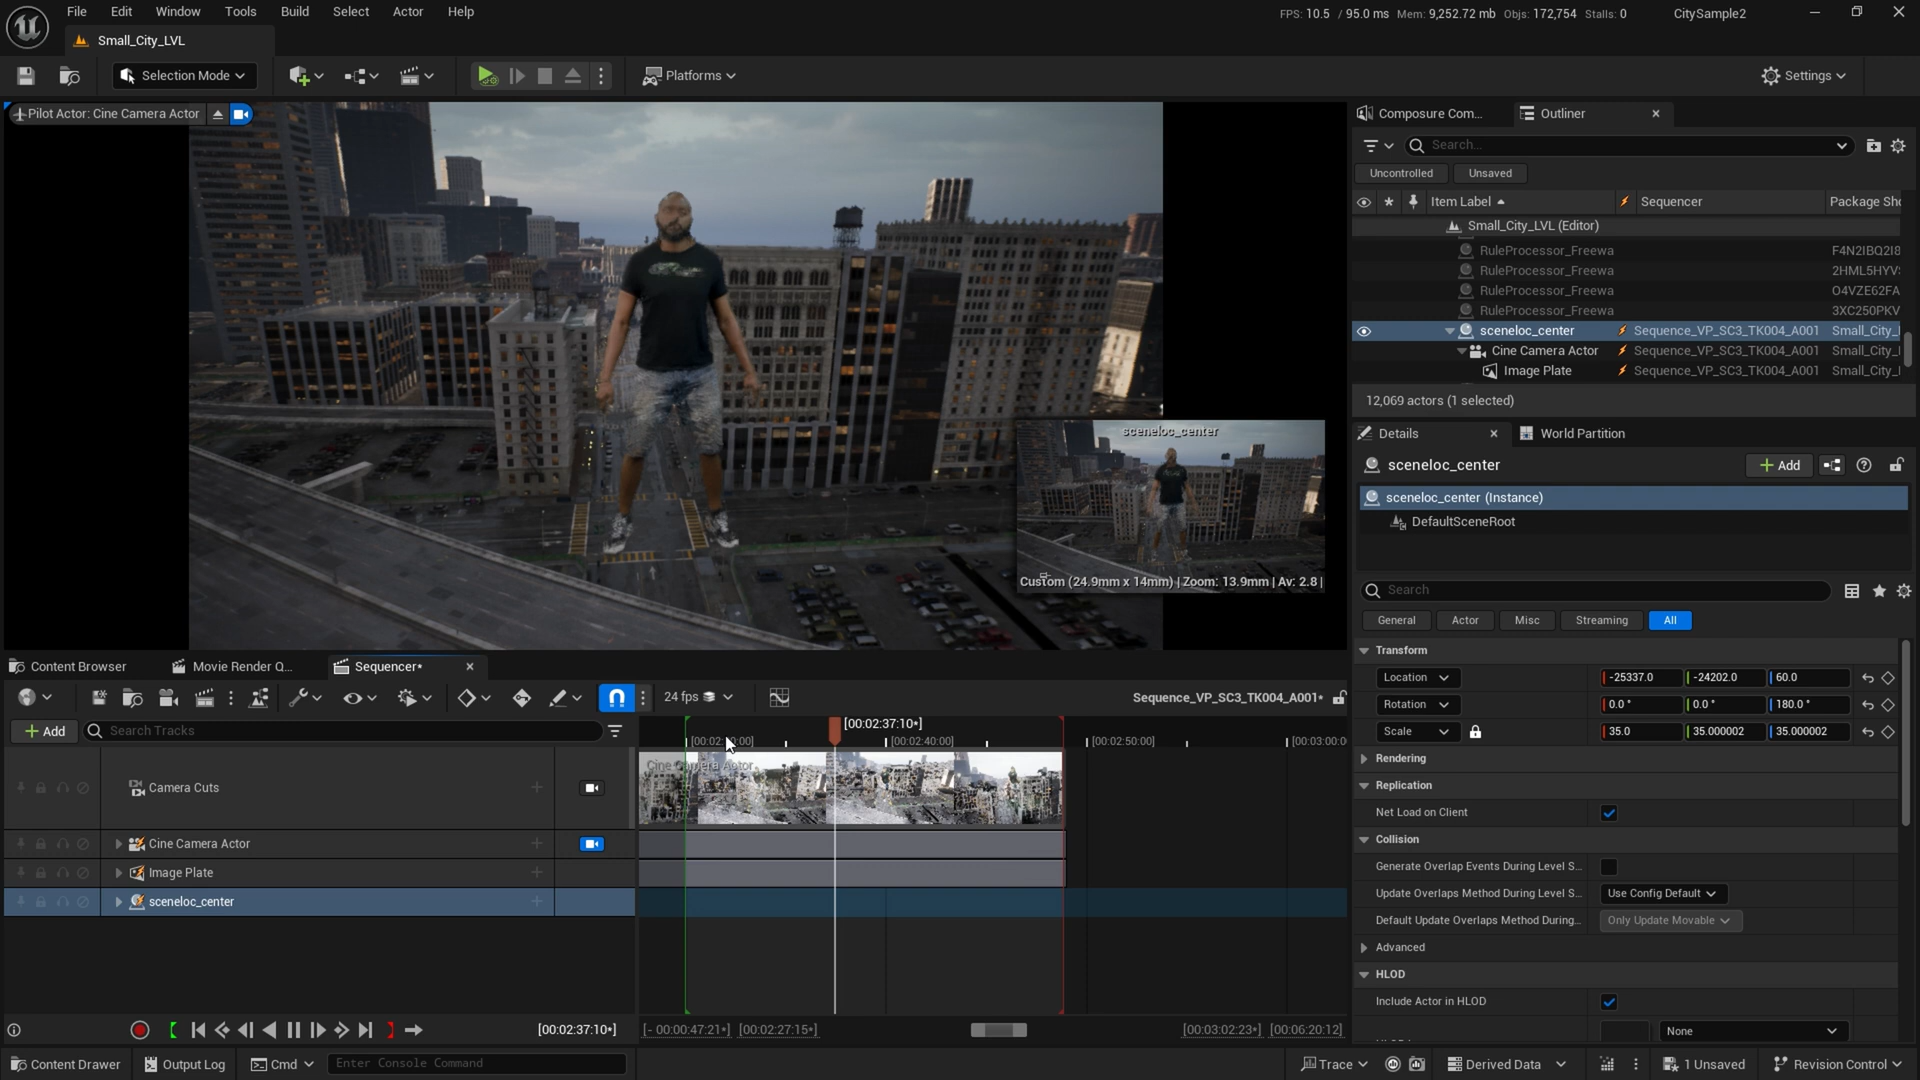 File Edit Window Tools Build Select Actor Help
FPS: 10.5 / 95.0 ms Mem: 9,252.72 mb Objs: 172,754 Stalls: 0 CitySample2
Small_City_LVL
Selection Mode
Platforms
Settings
Pilot Actor: Cine Camera Actor
sceneloc_center
Custom (24.9mm x 14mm) | Zoom: 13.9mm | Av: 2.8 |
Composure Com... Outliner
Search...
Uncontrolled Unsaved
Item Label Sequencer Package Sho
Small_City_LVL (Editor)
RuleProcessor_Freewa F4N2IBQ2I8
RuleProcessor_Freewa 2HML5HYV
RuleProcessor_Freewa O4VZE62FA
RuleProcessor_Freewa 3XC250PKV
sceneloc_center Sequence_VP_SC3_TK004_A001 Small_City_
Cine Camera Actor Sequence_VP_SC3_TK004_A001 Small_City_
Image Plate Sequence_VP_SC3_TK004_A001 Small_City_
12,069 actors (1 selected)
Details World Partition
sceneloc_center Add
sceneloc_center (Instance)
DefaultSceneRoot
Search
General Actor Misc Streaming All
Transform
Location -25337.0 -24202.0 60.0
Rotation 0.0 ° 0.0 ° 180.0 °
Scale 35.0 35.000002 35.000002
Rendering
Replication
Net Load on Client
Collision
Generate Overlap Events During Level S...
Update Overlaps Method During Level S... Use Config Default
Default Update Overlaps Method During... Only Update Movable
Advanced
HLOD
Include Actor in HLOD
None
Content Browser Movie Render Q... Sequencer*
24 fps Sequence_VP_SC3_TK004_A001*
Add Search Tracks
[00:02:37:10*]
[00:02:40:00] [00:02:50:00] [00:03:00:0
Camera Cuts
Cine Camera Actor
Cine Camera Actor
Image Plate
sceneloc_center
[00:02:37:10*] [- 00:00:47:21*] [00:02:27:15*] [00:03:02:23*] [00:06:20:12]
Content Drawer Output Log Cmd Enter Console Command
Trace Derived Data 1 Unsaved Revision Control